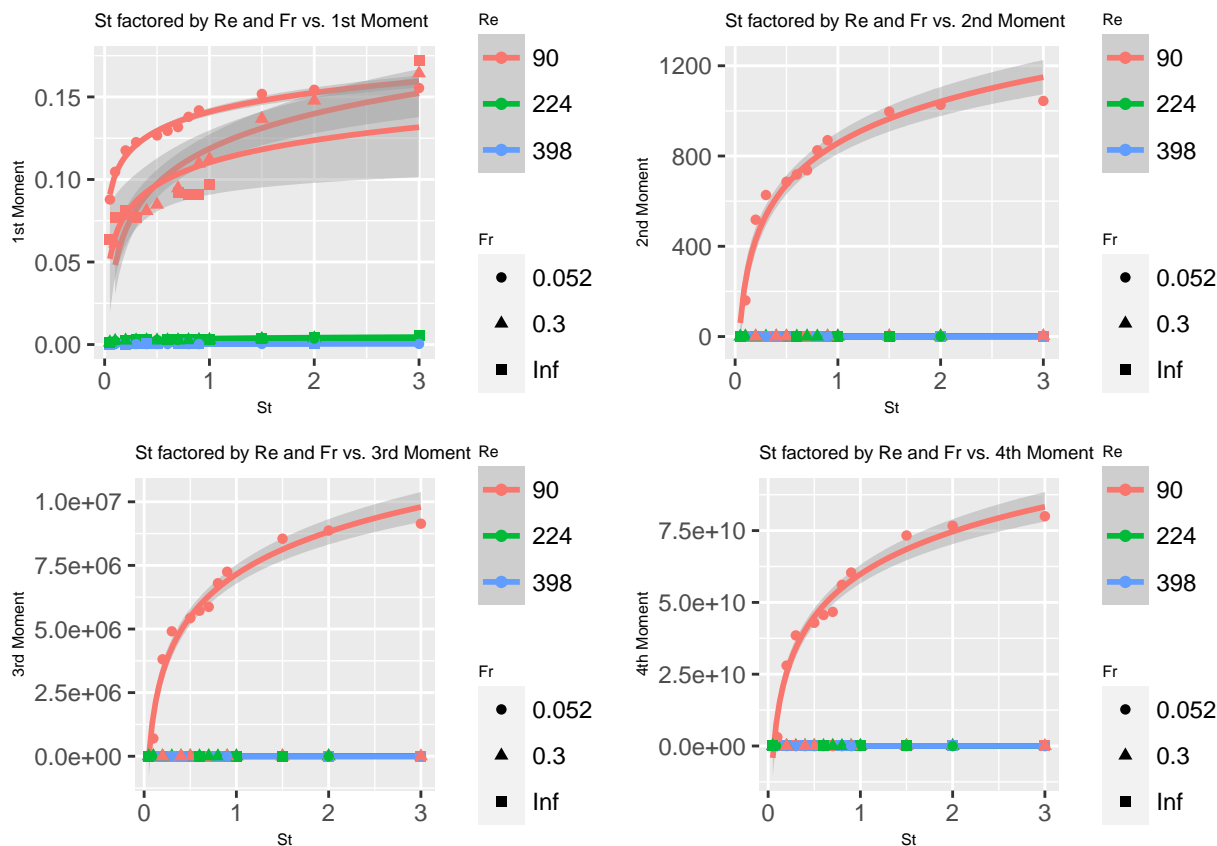 St factored by Re and Fr vs. 1st Moment
1st Moment
0.15
0.10
0.05
0.00
0
1
2
3
St
Re
90
224
398
Fr
0.052
0.3
Inf
St factored by Re and Fr vs. 2nd Moment
2nd Moment
1200
800
400
0
0
1
2
3
St
Re
90
224
398
Fr
0.052
0.3
Inf
St factored by Re and Fr vs. 3rd Moment
3rd Moment
1.0e+07
7.5e+06
5.0e+06
2.5e+06
0.0e+00
0
1
2
3
St
Re
90
224
398
Fr
0.052
0.3
Inf
St factored by Re and Fr vs. 4th Moment
4th Moment
7.5e+10
5.0e+10
2.5e+10
0.0e+00
0
1
2
3
St
Re
90
224
398
Fr
0.052
0.3
Inf